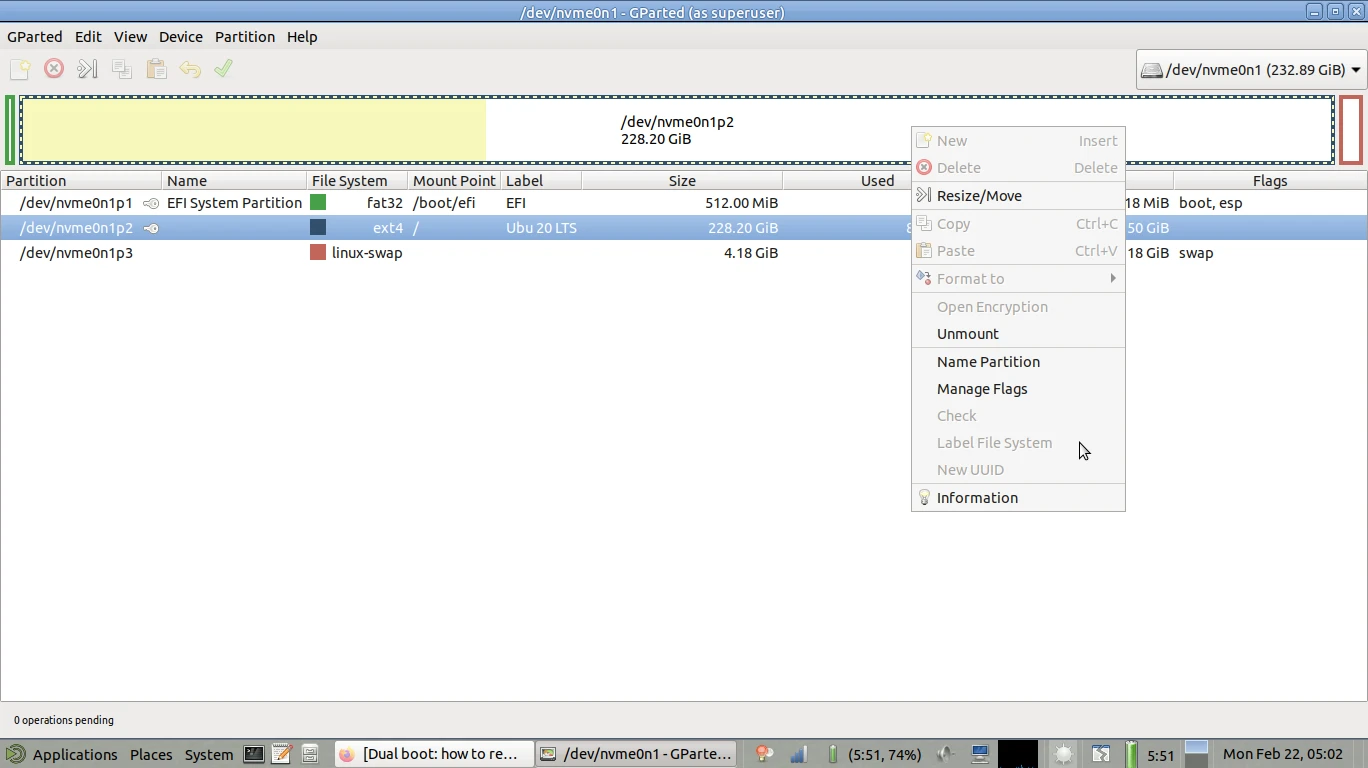 /dev/nvme0n1 - GParted (as superuser)
GParted Edit View Device Partition Help
/dev/nvme0n1 (232.89 GiB)
/dev/nvme0n1p2
228.20 GiB
Partition Name File System Mount Point Label Size Used Flags
/dev/nvme0n1p1 EFI System Partition fat32 /boot/efi EFI 512.00 MiB 18 MiB boot, esp
/dev/nvme0n1p2 ext4 / Ubu 20 LTS 228.20 GiB 50 GiB
/dev/nvme0n1p3 linux-swap 4.18 GiB 18 GiB swap
New Insert
Delete Delete
Resize/Move
Copy Ctrl+C
Paste Ctrl+V
Format to
Open Encryption
Unmount
Name Partition
Manage Flags
Check
Label File System
New UUID
Information
0 operations pending
Applications Places System [Dual boot: how to re... /dev/nvme0n1 - GParte... (5:51, 74%) 5:51 Mon Feb 22, 05:02